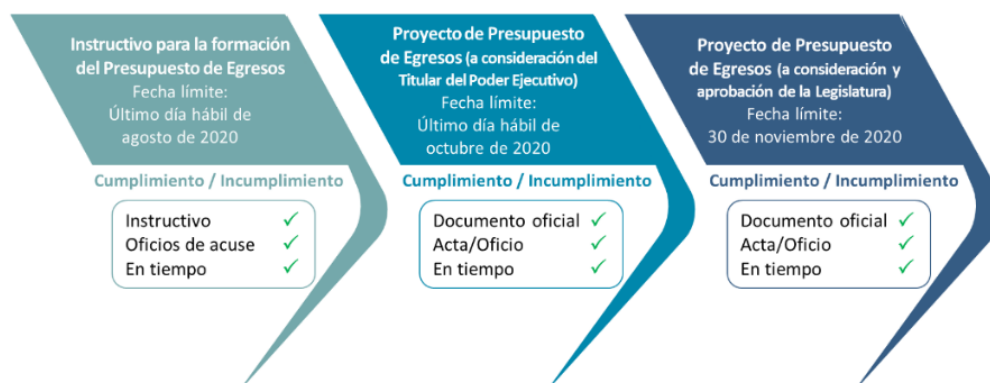 Instructivo para la formación
del Presupuesto de Egresos
Fecha límite:
Último día hábil de
agosto de 2020
Cumplimiento / Incumplimiento
Instructivo ✓
Oficios de acuse ✓
En tiempo ✓
Proyecto de Presupuesto
de Egresos (a consideración del
Titular del Poder Ejecutivo)
Fecha límite:
Último día hábil de
octubre de 2020
Cumplimiento / Incumplimiento
Documento oficial ✓
Acta/Oficio ✓
En tiempo ✓
Proyecto de Presupuesto
de Egresos (a consideración y
aprobación de la Legislatura)
Fecha límite:
30 de noviembre de 2020
Cumplimiento / Incumplimiento
Documento oficial ✓
Acta/Oficio ✓
En tiempo ✓